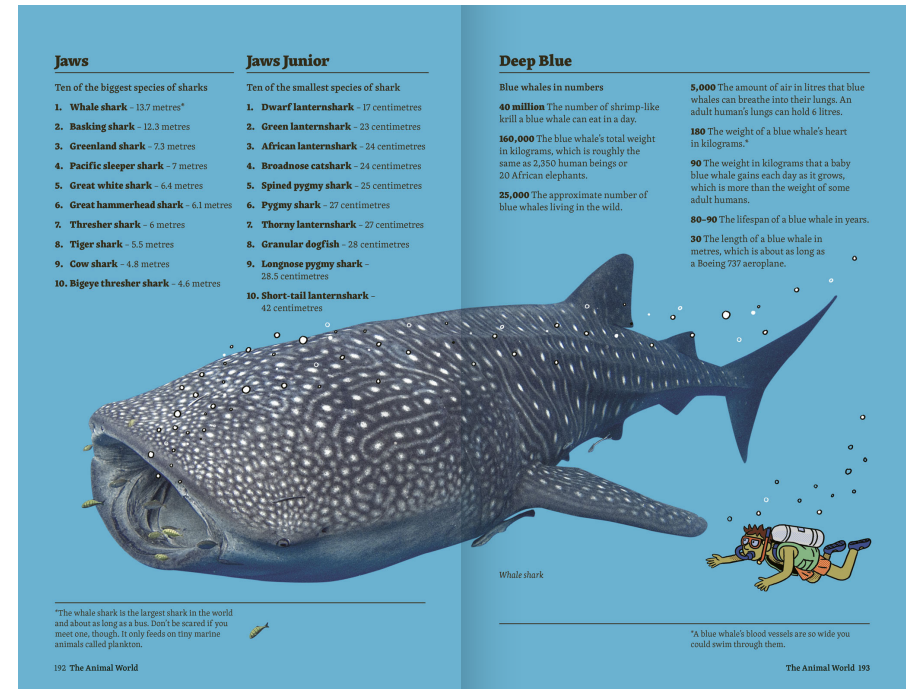 Jaws
Ten of the biggest species of sharks
1. Whale shark – 13.7 metres*
2. Basking shark – 12.3 metres
3. Greenland shark – 7.3 metres
4. Pacific sleeper shark – 7 metres
5. Great white shark – 6.4 metres
6. Great hammerhead shark – 6.1 metres
7. Thresher shark – 6 metres
8. Tiger shark – 5.5 metres
9. Cow shark – 4.8 metres
10. Bigeye thresher shark – 4.6 metres
*The whale shark is the largest shark in the world
and about as long as a bus. Don't be scared if you
meet one, though. It only feeds on tiny marine
animals called plankton.
192 The Animal World
Jaws Junior
Ten of the smallest species of shark
1. Dwarf lanternshark – 17 centimetres
2. Green lanternshark – 23 centimetres
3. African lanternshark – 24 centimetres
4. Broadnose catshark – 24 centimetres
5. Spined pygmy shark – 25 centimetres
6. Pygmy shark – 27 centimetres
7. Thorny lanternshark – 27 centimetres
8. Granular dogfish – 28 centimetres
9. Longnose pygmy shark –
28.5 centimetres
10. Short-tail lanternshark –
42 centimetres
Deep Blue
Blue whales in numbers
40 million The number of shrimp-like
krill a blue whale can eat in a day.
160,000 The blue whale's total weight
in kilograms, which is roughly the
same as 2,350 human beings or
20 African elephants.
25,000 The approximate number of
blue whales living in the wild.
5,000 The amount of air in litres that blue
whales can breathe into their lungs. An
adult human's lungs can hold 6 litres.
180 The weight of a blue whale's heart
in kilograms.*
90 The weight in kilograms that a baby
blue whale gains each day as it grows,
which is more than the weight of some
adult humans.
80–90 The lifespan of a blue whale in years.
30 The length of a blue whale in
metres, which is about as long as
a Boeing 737 aeroplane.
Whale shark
*A blue whale's blood vessels are so wide you
could swim through them.
The Animal World 193